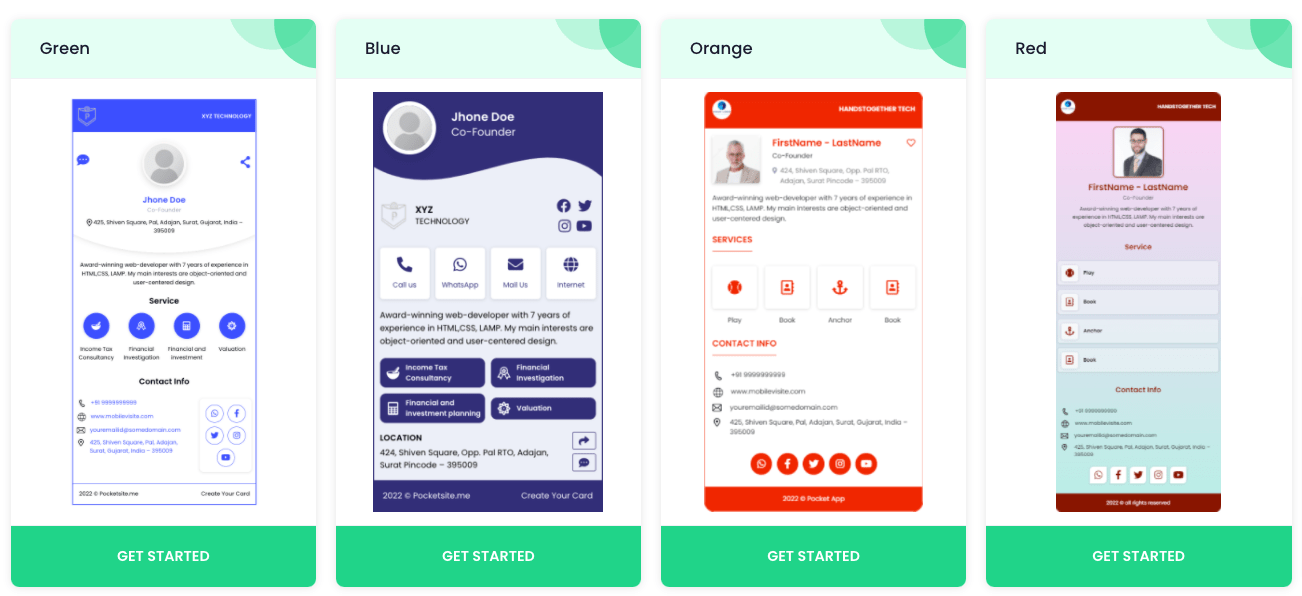 Green
XYZ TECHNOLOGY
Jhone Doe
Co-Founder
425, Shiven Square, Pal, Adajan, Surat, Gujarat, India -
395009
Award-winning web-developer with 7 years of experience in
HTMl,CSS, LAMP. My main interests are object-oriented and
user-centered design.
Service
Income Tax
Consultancy
Financial
Investigation
Financial and
investment
Valuation
Contact Info
+91 9999999999
www.mobilevisite.com
youremailid@somedomain.com
425, Shiven Square, Pal, Adajan,
Surat, Gujarat, India - 395009
2022 © Pocketsite.me
Create Your Card
GET STARTED
Blue
Jhone Doe
Co-Founder
XYZ
TECHNOLOGY
Call us
WhatsApp
Mail Us
Internet
Award-winning web-developer with 7 years of
experience in HTMl,CSS, LAMP. My main interests are
object-oriented and user-centered design.
Income Tax
Consultancy
Financial
Investigation
Financial and
Investment planning
Valuation
LOCATION
424, Shiven Square, Opp. Pal RTO, Adajan,
Surat Pincode – 395009
2022 © Pocketsite.me
Create Your Card
GET STARTED
Orange
HANDSTOGETHER TECH
FirstName - LastName
Co-Founder
424, Shiven Square, Opp. Pal RTO,
Adajan, Surat Pincode – 395009
Award-winning web-developer with 7 years of experience in
HTMl,CSS, LAMP. My main interests are object-oriented and
user-centered design.
SERVICES
Play
Book
Anchor
Book
CONTACT INFO
+91 9999999999
www.mobilevisite.com
youremailid@somedomain.com
425, Shiven Square, Pal, Adajan, Surat, Gujarat, India -
395009
2022 © Pocket App
GET STARTED
Red
HANDSTOGETHER TECH
FirstName - LastName
Co-Founder
Award-winning web-developer with 7 years of
experience in HTMl,CSS, LAMP. My main interests are
object-oriented and user-centered design.
Service
Play
Book
Anchor
Book
Contact Info
+91 9999999999
www.mobilevisite.com
youremailid@somedomain.com
425, Shiven Square, Pal, Adajan, Surat, Gujarat, India -
395009
2022 © all rights reserved
GET STARTED